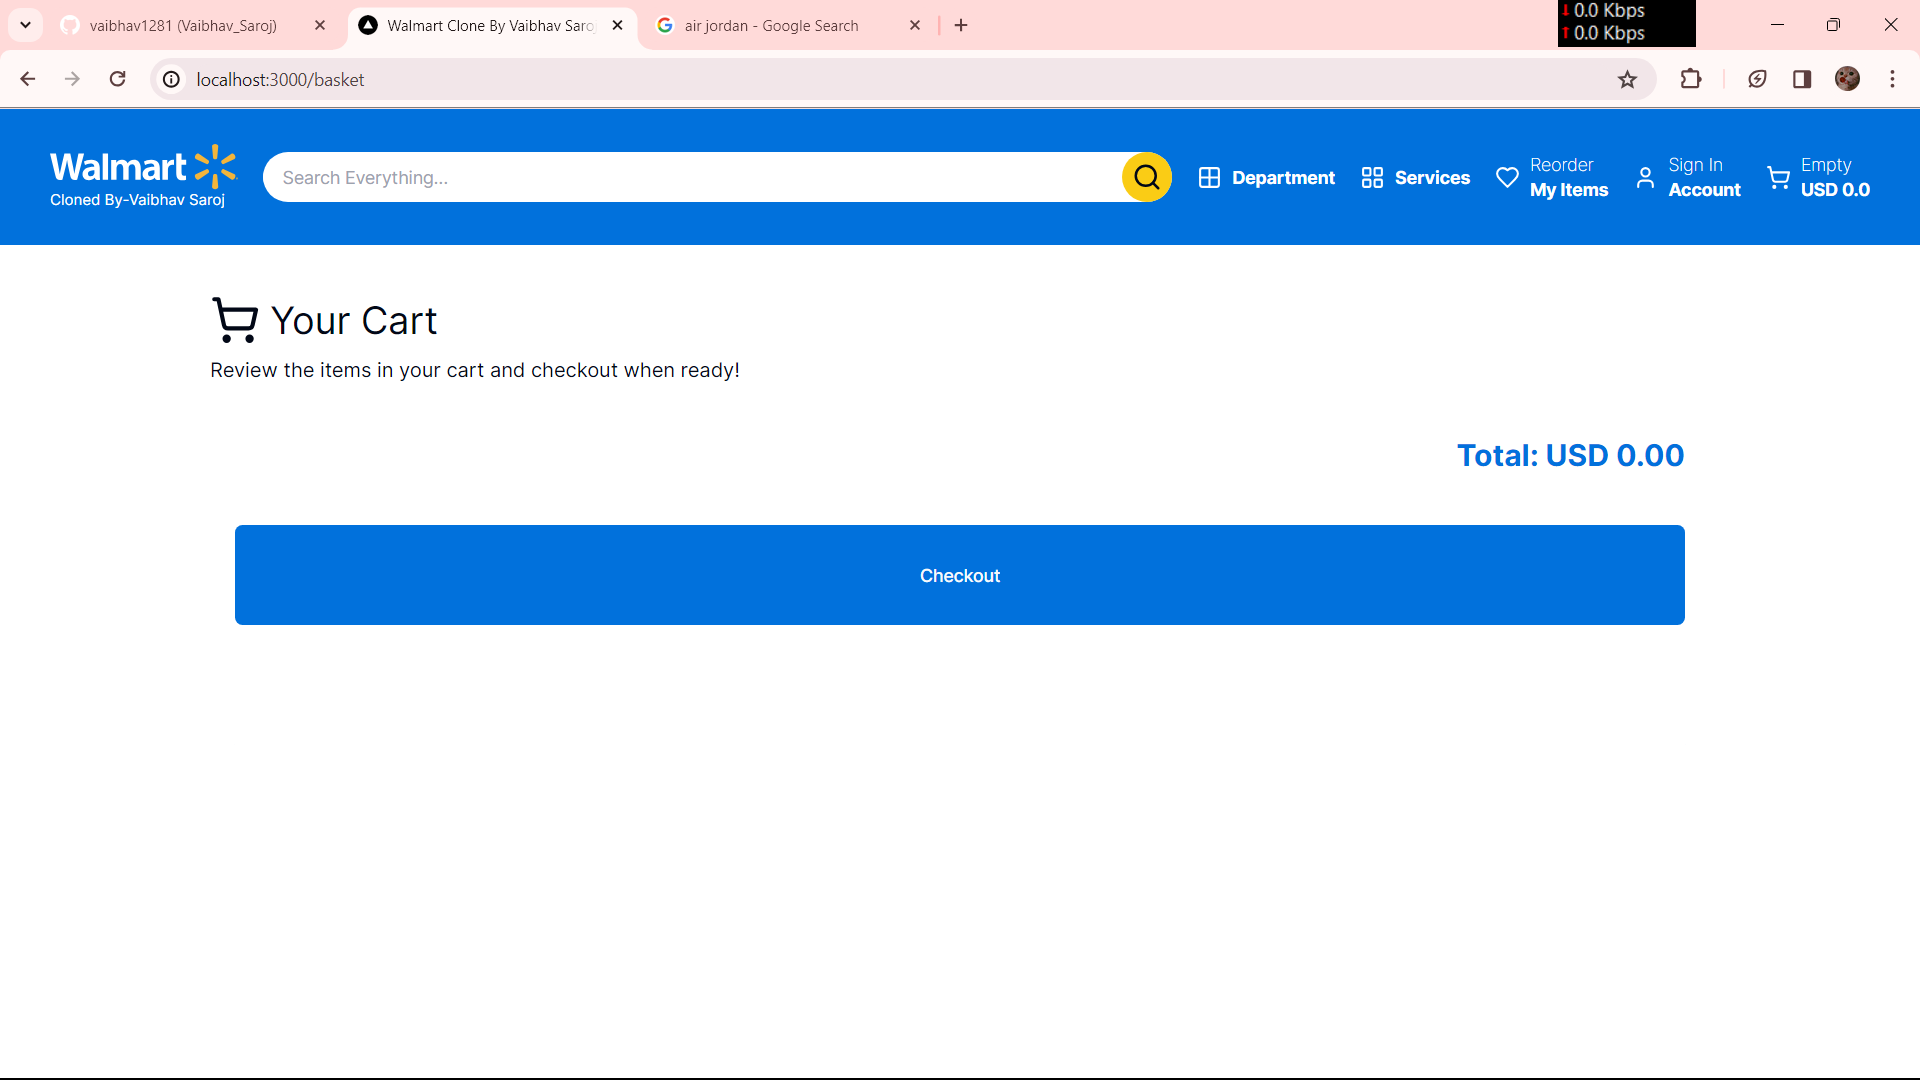 vaibhav1281 (Vaibhav_Saroj)
Walmart Clone By Vaibhav Saro
air jordan - Google Search
0.0 Kbps
0.0 Kbps
localhost:3000/basket
Walmart
Cloned By-Vaibhav Saroj
Search Everything...
Department
Services
Reorder
My Items
Sign In
Account
Empty
USD 0.0
Your Cart
Review the items in your cart and checkout when ready!
Total: USD 0.00
Checkout